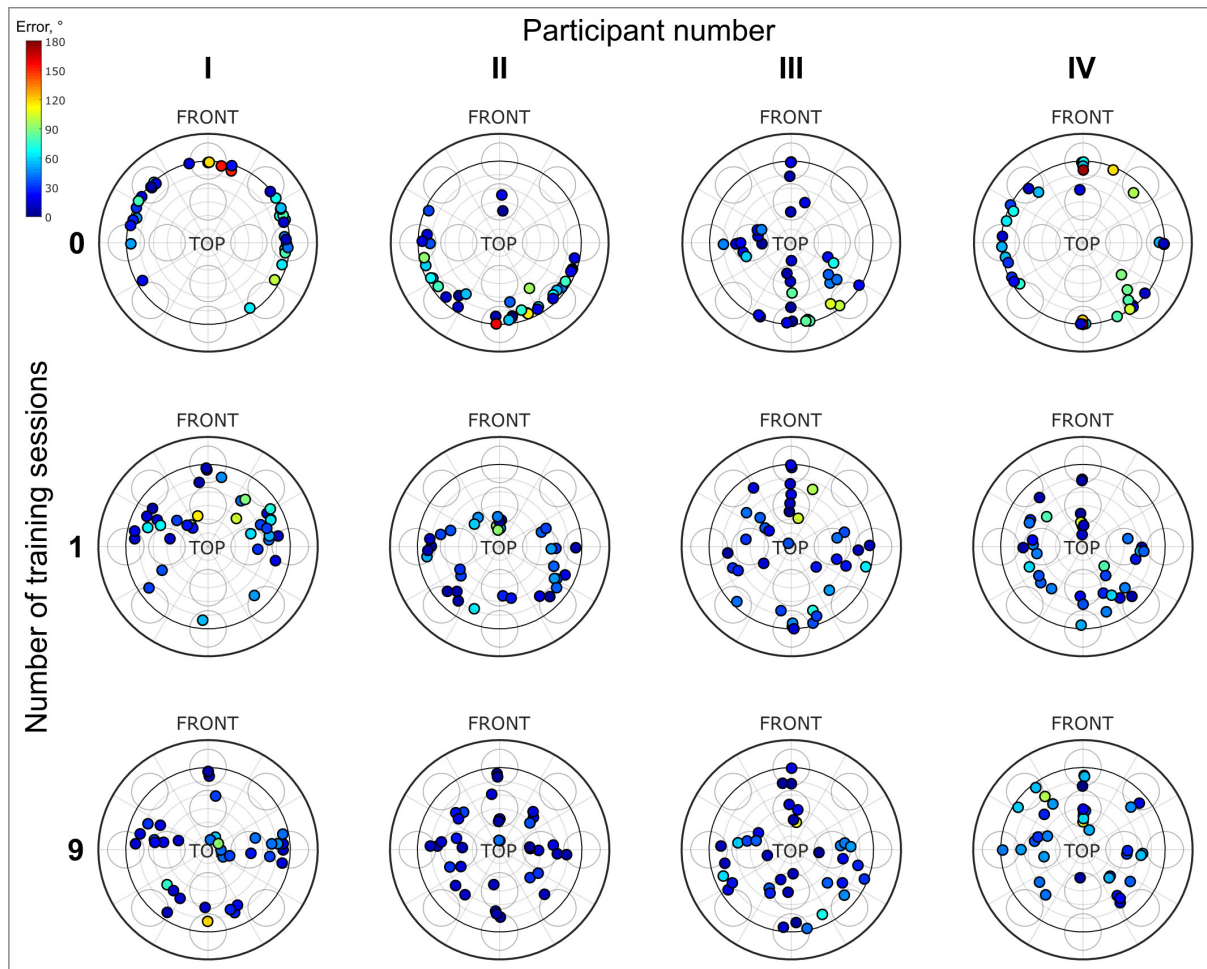 Error, °
180
150
120
90
60
30
0
Participant number
I
II
III
IV
Number of training sessions
0
FRONT
TOP
FRONT
TOP
FRONT
TOP
FRONT
TOP
1
FRONT
TOP
FRONT
TOP
FRONT
TOP
FRONT
TOP
9
FRONT
TOP
FRONT
TOP
FRONT
TOP
FRONT
TOP